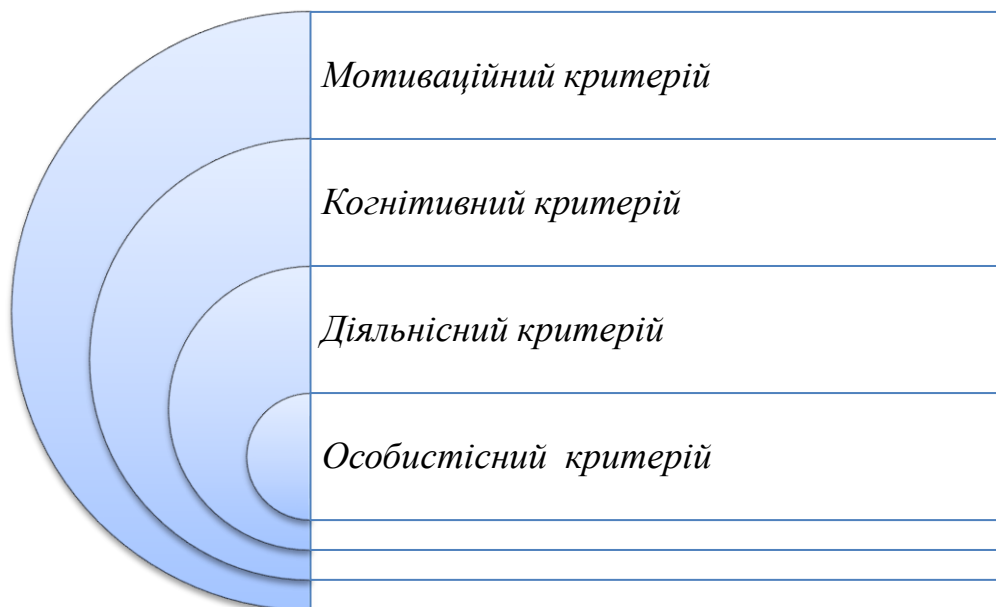 Мотиваційний критерій
Когнітивний критерій
Діяльнісний критерій
Особистісний критерій